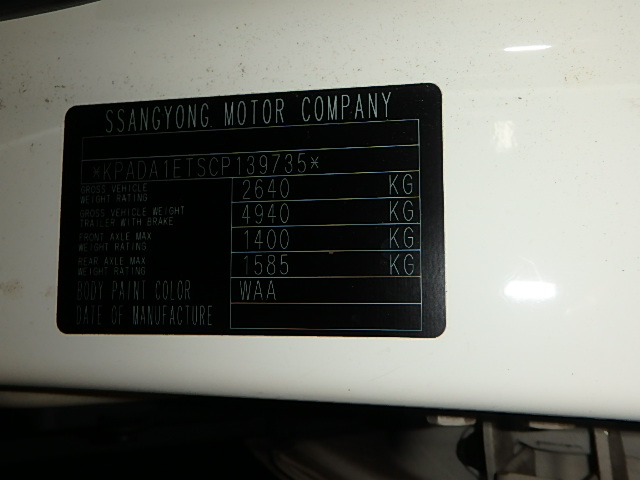 SSANGYONG MOTOR COMPANY
*KPADA1ETSCP139735*
GROSS VEHICLE WEIGHT RATING 2640 KG
GROSS VEHICLE WEIGHT TRAILER WITH BRAKE 4940 KG
FRONT AXLE MAX WEIGHT RATING 1400 KG
REAR AXLE MAX WEIGHT RATING 1585 KG
BODY PAINT COLOR WAA
DATE OF MANUFACTURE